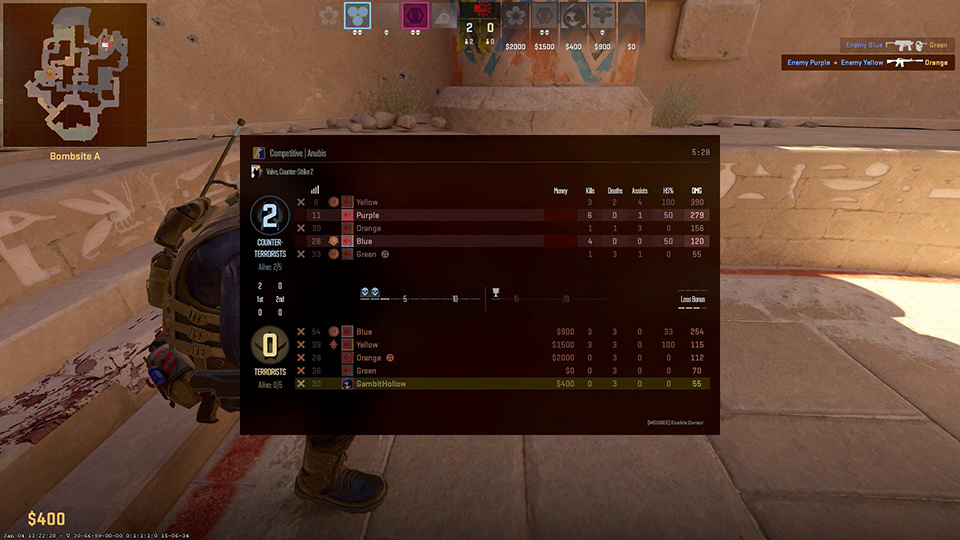 2 0
2 0
$2000 $1500 $400 $900 $0
Enemy Blue Green
Enemy Purple + Enemy Yellow Orange
Bombsite A
Competitive | Anubis 5:28
Valve, Counter-Strike 2
Money Kills Deaths Assists HS% DMG
8 Yellow 3 2 4 100 390
11 Purple 6 0 1 50 279
30 Orange 1 1 3 0 156
26 Blue 4 0 0 50 120
33 Green 1 3 1 0 55
2
COUNTER-
TERRORISTS
Alive: 2/5
2 0
1st 2nd
0 0
5 10 15 20
Loss Bonus
0
TERRORISTS
Alive: 0/5
54 Blue $900 3 3 0 33 254
39 Yellow $1500 3 3 0 100 115
26 Orange $2000 0 3 0 0 112
36 Green $0 0 3 0 0 70
30 GambitHollow $400 0 3 0 0 55
[MOUSE2] Enable Cursor
$400